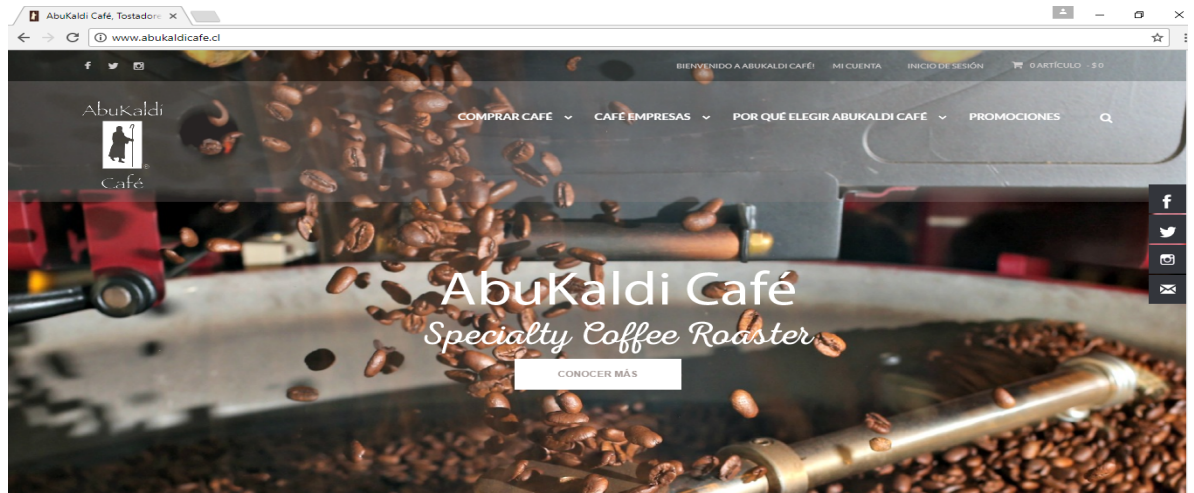 AbuKaldi Café, Tostadore
www.abukaldicafe.cl
BIENVENIDO A ABUKALDI CAFÉ! MI CUENTA INICIO DE SESIÓN 0 ARTÍCULO - $0
AbuKaldi
Café
COMPRAR CAFÉ CAFÉ EMPRESAS POR QUÉ ELEGIR ABUKALDI CAFÉ PROMOCIONES
AbuKaldi Café
Specialty Coffee Roaster
CONOCER MÁS